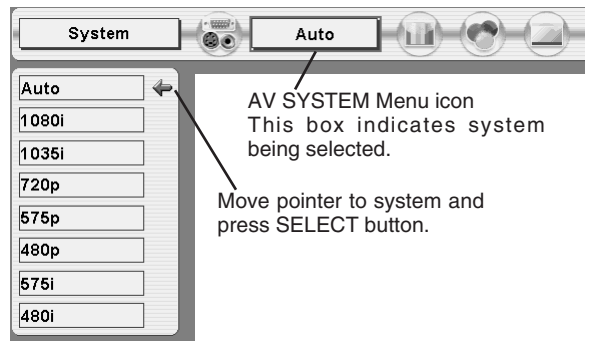 System
Auto
Auto
1080i
1035i
720p
575p
480p
575i
480i
AV SYSTEM Menu icon
This box indicates system
being selected.
Move pointer to system and
press SELECT button.